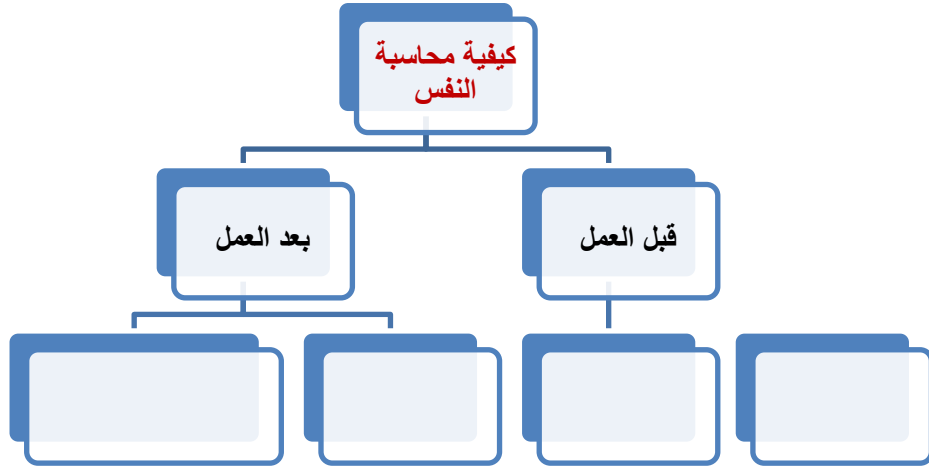 كيفية محاسبة
النفس
قبل العمل
بعد العمل